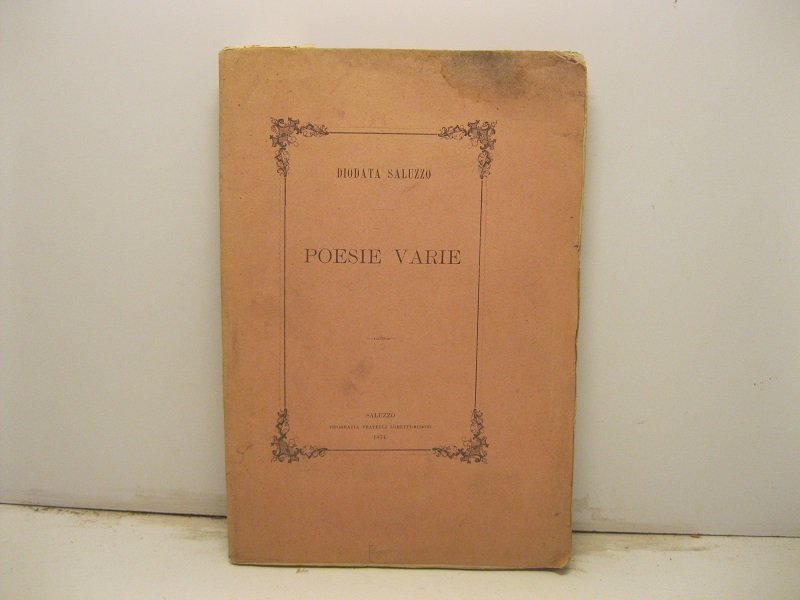 DIODATA SALUZZO
POESIE VARIE
SALUZZO
TIPOGRAFIA FRATELLI LOBETTI-BODONI
1874